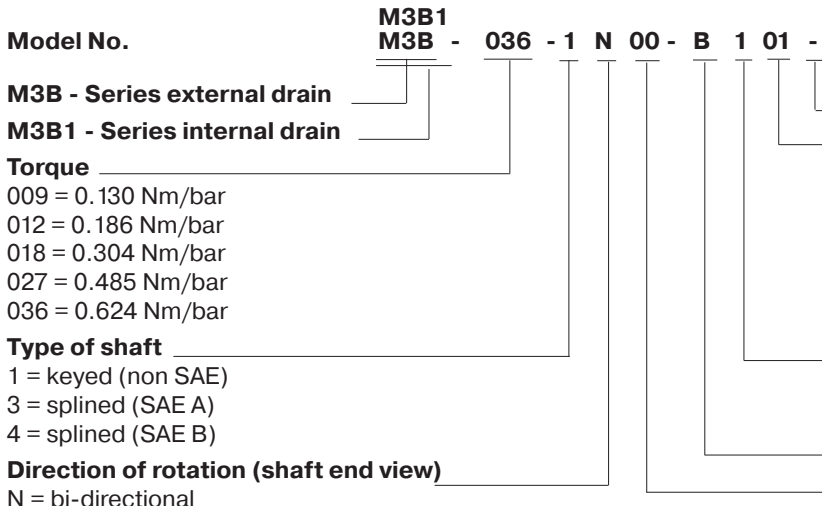 M3B1
Model No. M3B - 036 - 1 N 00 - B 1 01 -
M3B - Series external drain
M3B1 - Series internal drain
Torque
009 = 0.130 Nm/bar
012 = 0.186 Nm/bar
018 = 0.304 Nm/bar
027 = 0.485 Nm/bar
036 = 0.624 Nm/bar
Type of shaft
1 = keyed (non SAE)
3 = splined (SAE A)
4 = splined (SAE B)
Direction of rotation (shaft end view)
N = bi-directional